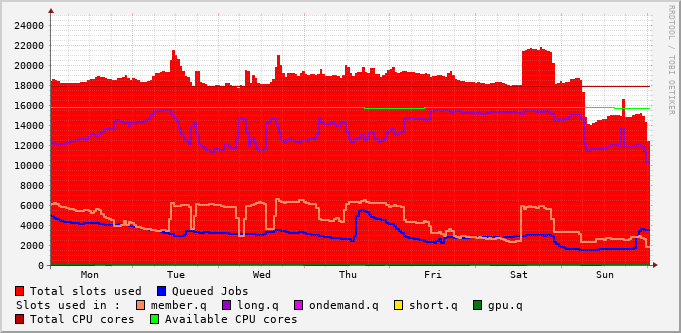 24000
22000
20000
18000
16000
14000
12000
10000
8000
6000
4000
2000
0
Mon Tue Wed Thu Fri Sat Sun
RRDTOOL / TOBI OETIKER
Total slots used Queued Jobs
Slots used in : member.q long.q ondemand.q short.q gpu.q
Total CPU cores Available CPU cores